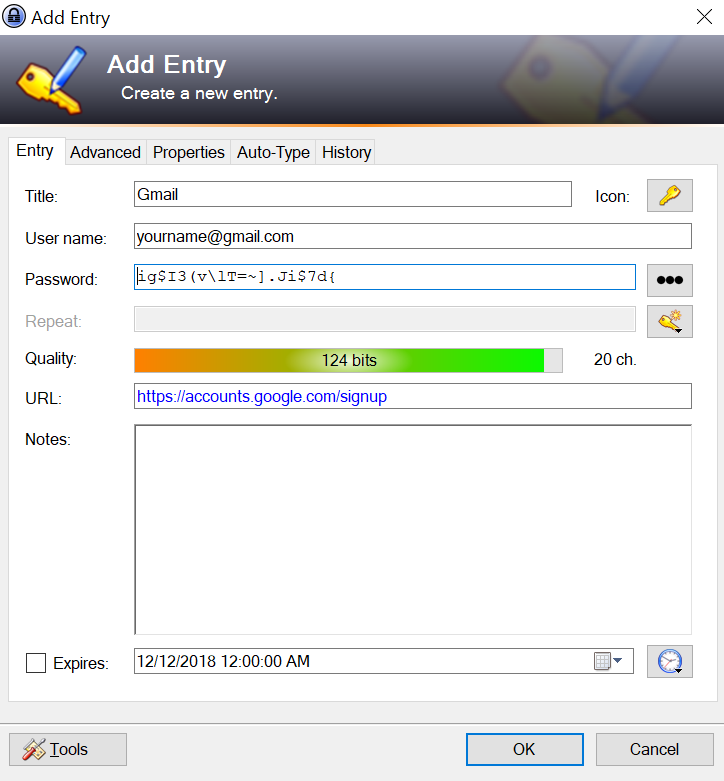 Add Entry
Add Entry
Create a new entry.
Entry Advanced Properties Auto-Type History
Title: Gmail Icon:
User name: yourname@gmail.com
Password: ig$I3(v\lT=~].Ji$7d{
Repeat:
Quality: 124 bits 20 ch.
URL: https://accounts.google.com/signup
Notes:
Expires: 12/12/2018 12:00:00 AM
Tools OK Cancel